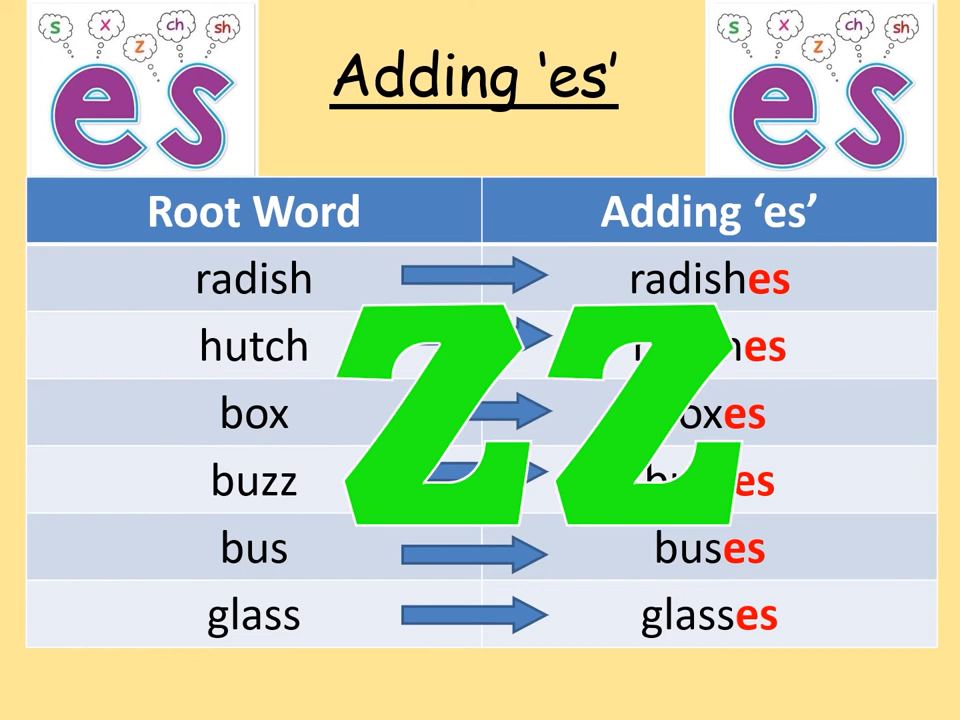 s x z ch sh
es
Adding ‘es’
s x z ch sh
es
Root Word Adding ‘es’
radish radishes
hutch es
box es
buzz es
zz
bus buses
glass glasses